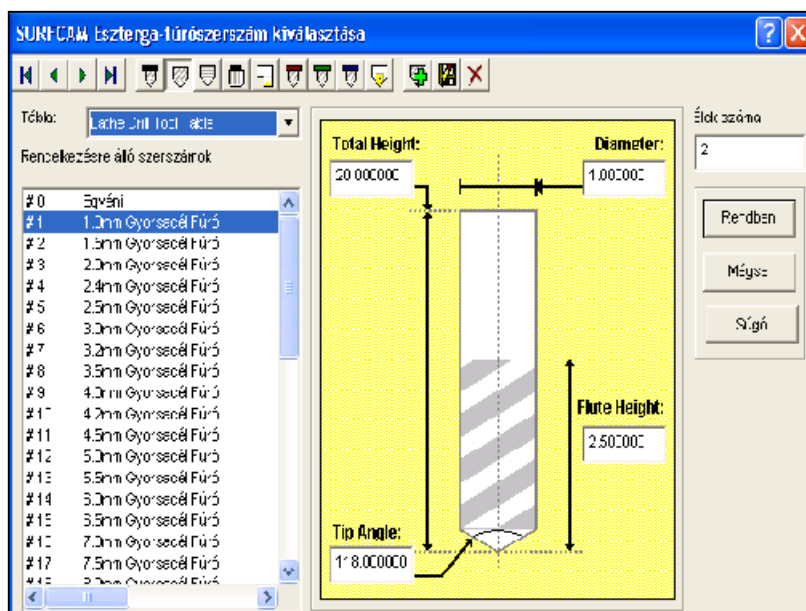 SURFCAM Eszterga-fúrószerszám kiválasztása
Tábla:
Lathe Drill Tool Table
Rendelkezésre álló szerszámok
#0 Egyéni
#1 1.0mm Gyorsacél Fúró
#2 1.5mm Gyorsacél Fúró
#3 2.0mm Gyorsacél Fúró
#4 2.4mm Gyorsacél Fúró
#5 2.5mm Gyorsacél Fúró
#6 3.0mm Gyorsacél Fúró
#7 3.2mm Gyorsacél Fúró
#8 3.5mm Gyorsacél Fúró
#9 4.0mm Gyorsacél Fúró
#10 4.2mm Gyorsacél Fúró
#11 4.5mm Gyorsacél Fúró
#12 5.0mm Gyorsacél Fúró
#13 5.5mm Gyorsacél Fúró
#14 6.0mm Gyorsacél Fúró
#15 6.5mm Gyorsacél Fúró
#16 7.0mm Gyorsacél Fúró
#17 7.5mm Gyorsacél Fúró
#18 8.0mm Gyorsacél Fúró
Total Height:
20.000000
Diameter:
1.000000
Flute Height:
2.500000
Tip Angle:
118.000000
Élek száma
2
Rendben
Mégse
Súgó